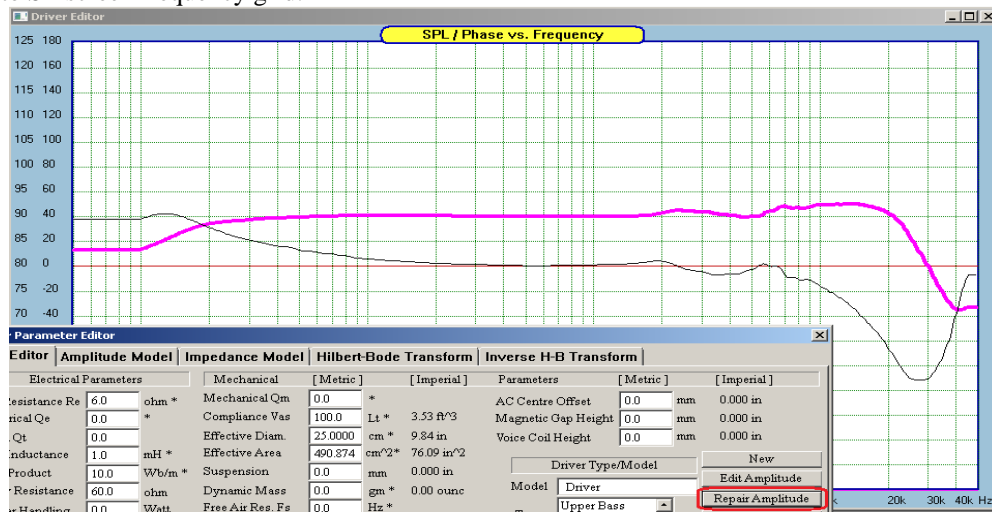 Driver Editor
SPL / Phase vs. Frequency
125 180
120 160
115 140
110 120
105 100
100 80
95 60
90 40
85 20
80 0
75 -20
70 -40
Parameter Editor
Editor Amplitude Model Impedance Model Hilbert-Bode Transform Inverse H-B Transform
Electrical Parameters Mechanical [Metric] [Imperial] Parameters [Metric] [Imperial]
Resistance Re 6.0 ohm * Mechanical Qm 0.0 * AC Centre Offset 0.0 mm 0.000 in
Qe 0.0 * Compliance Vas 100.0 Lt * 3.53 ft^3 Magnetic Gap Height 0.0 mm 0.000 in
Qt 0.0 Effective Diam. 25.0000 cm * 9.84 in Voice Coil Height 0.0 mm 0.000 in
Inductance 1.0 mH * Effective Area 490.874 cm^2* 76.09 in^2
Product 10.0 Wb/m * Suspension 0.0 mm 0.000 in Driver Type/Model New
Resistance 60.0 ohm Dynamic Mass 0.0 gm * 0.00 ounc Model Driver Edit Amplitude
Handling 0.0 Watt Free Air Res. Fs 0.0 Hz * Upper Bass Repair Amplitude
20k 30k 40k Hz